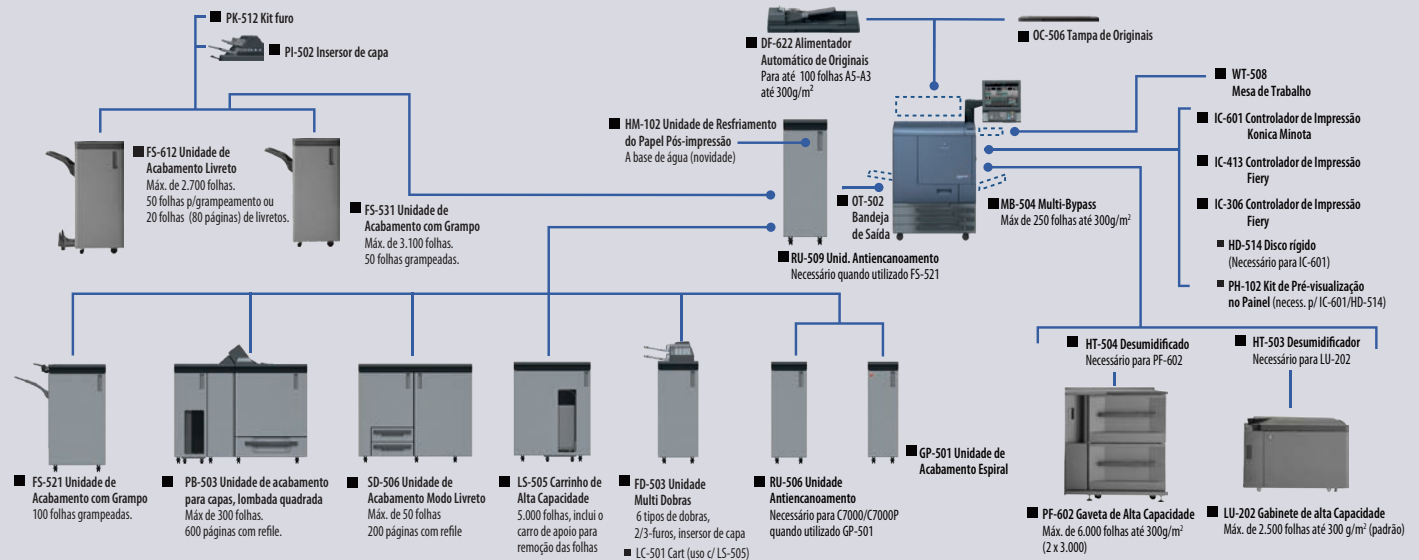 PK-512 Kit furo
PI-502 Insersor de capa
FS-612 Unidade de
Acabamento Livreto
Máx. de 2.700 folhas.
50 folhas p/grampeamento ou
20 folhas (80 páginas) de livretos.
FS-531 Unidade de
Acabamento com Grampo
Máx. de 3.100 folhas.
50 folhas grampeadas.
DF-622 Alimentador
Automático de Originais
Para até 100 folhas A5-A3
até 300g/m²
OC-506 Tampa de Originais
HM-102 Unidade de Resfriamento
do Papel Pós-impressão
A base de água (novidade)
OT-502
Bandeja
de Saída
RU-509 Unid. Antiencanoamento
Necessário quando utilizado FS-521
MB-504 Multi-Bypass
Máx de 250 folhas até 300g/m²
WT-508
Mesa de Trabalho
IC-601 Controlador de Impressão
Konica Minota
IC-413 Controlador de Impressão
Fiery
IC-306 Controlador de Impressão
Fiery
HD-514 Disco rígido
(Necessário para IC-601)
PH-102 Kit de Pré-visualização
no Painel (necess. p/ IC-601/HD-514)
HT-504 Desumidificado
Necessário para PF-602
HT-503 Desumidificador
Necessário para LU-202
FS-521 Unidade de
Acabamento com Grampo
100 folhas grampeadas.
PB-503 Unidade de acabamento
para capas, lombada quadrada
Máx de 300 folhas.
600 páginas com refile.
SD-506 Unidade de
Acabamento Modo Livreto
Máx. de 50 folhas
200 páginas com refile
LS-505 Carrinho de
Alta Capacidade
5.000 folhas, inclui o
carro de apoio para
remoção das folhas
FD-503 Unidade
Multi Dobras
6 tipos de dobras,
2/3-furos, insersor de capa
LC-501 Cart (uso c/ LS-505)
RU-506 Unidade
Antiencanoamento
Necessário para C7000/C7000P
quando utilizado GP-501
GP-501 Unidade de
Acabamento Espiral
PF-602 Gaveta de Alta Capacidade
Máx. de 6.000 folhas até 300g/m²
(2 x 3.000)
LU-202 Gabinete de alta Capacidade
Máx. de 2.500 folhas até 300 g/m² (padrão)